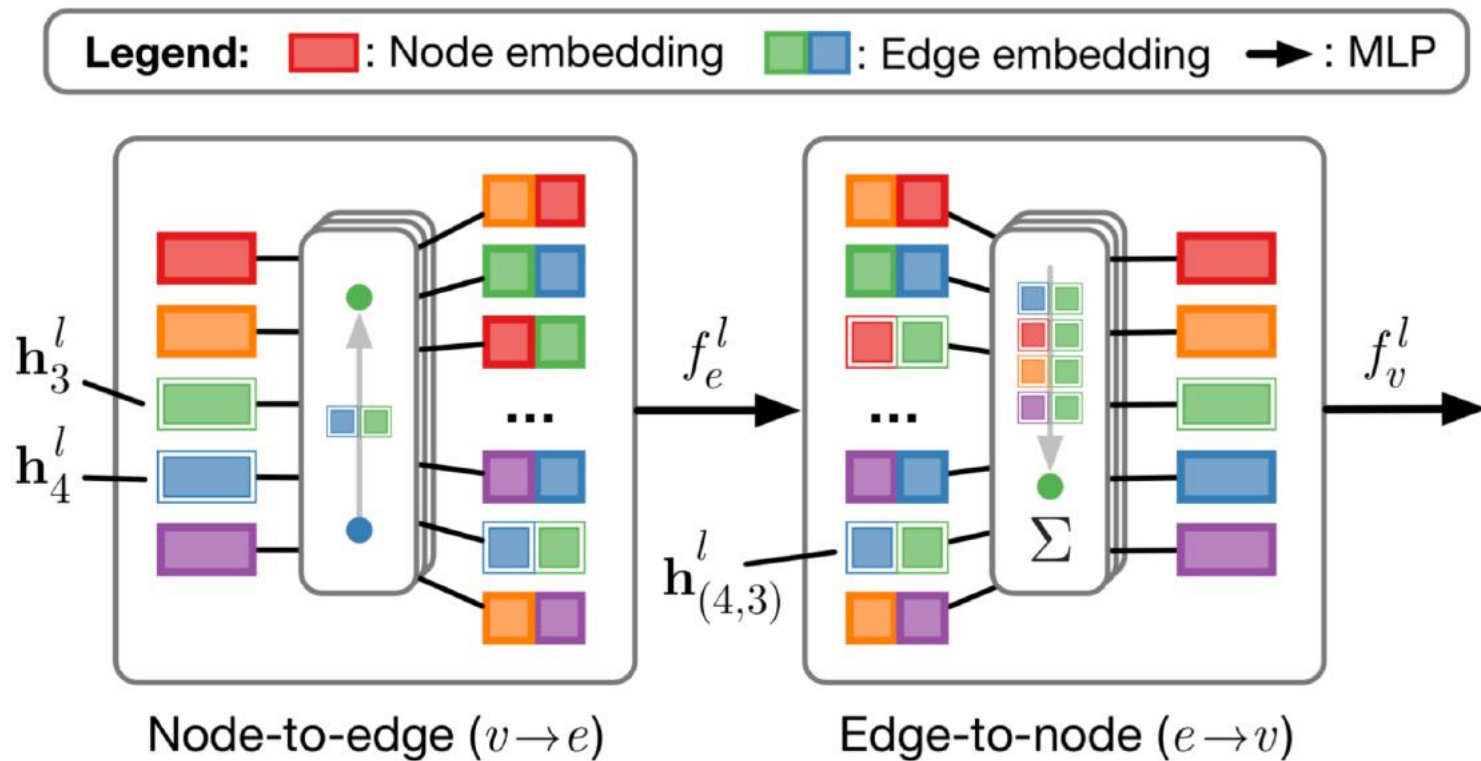 Legend: : Node embedding : Edge embedding : MLP
h_3^l
h_4^l
...
f_e^l
...
h_{(4,3)}^l
Σ
f_v^l
Node-to-edge (v→e)
Edge-to-node (e→v)